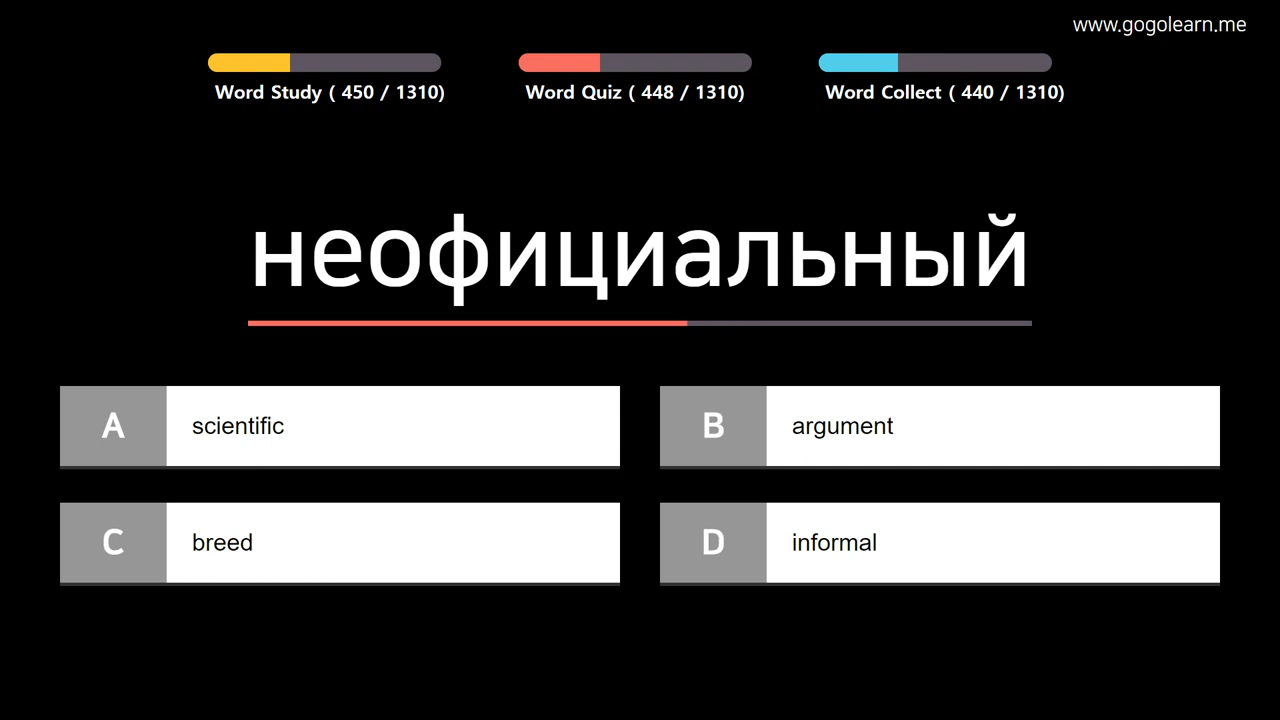 www.gogolearn.me
Word Study ( 450 / 1310)
Word Quiz ( 448 / 1310)
Word Collect ( 440 / 1310)
неофициальный
A scientific
B argument
C breed
D informal